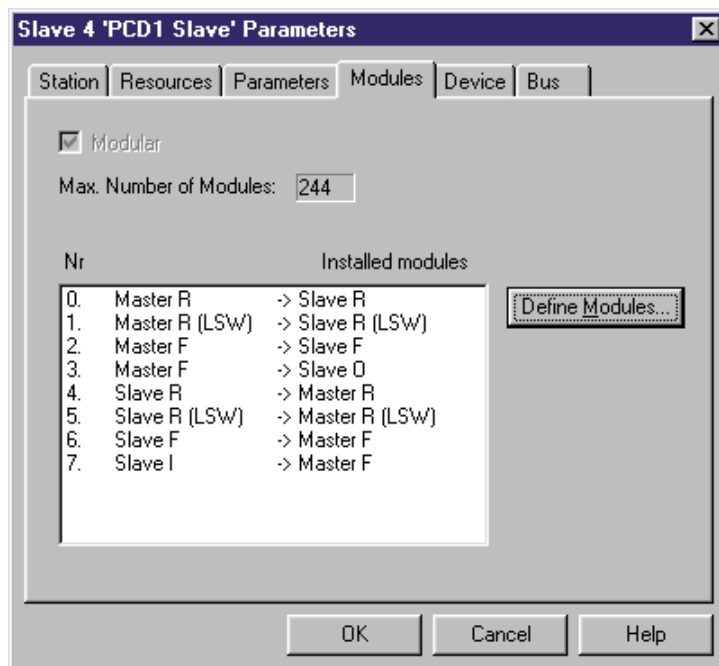 Slave 4 'PCD1 Slave' Parameters
Station Resources Parameters Modules Device Bus
Modular
Max. Number of Modules: 244
Nr Installed modules
0. Master R -> Slave R
1. Master R (LSW) -> Slave R (LSW)
2. Master F -> Slave F
3. Master F -> Slave O
4. Slave R -> Master R
5. Slave R (LSW) -> Master R (LSW)
6. Slave F -> Master F
7. Slave I -> Master F
Define Modules...
OK Cancel Help